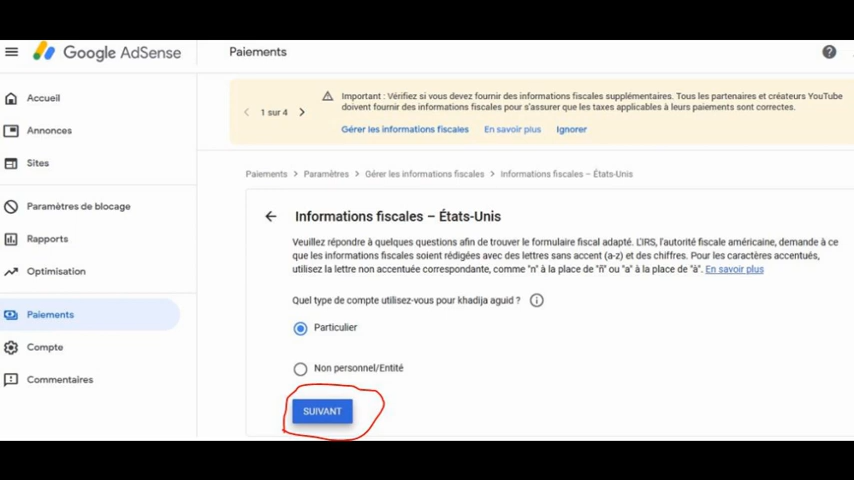 Google AdSense
Paiements
Accueil
Annonces
Sites
Paramètres de blocage
Rapports
Optimisation
Paiements
Compte
Commentaires
1 sur 4
Important : Vérifiez si vous devez fournir des informations fiscales supplémentaires. Tous les partenaires et créateurs YouTube
doivent fournir des informations fiscales pour s'assurer que les taxes applicables à leurs paiements sont correctes.
Gérer les informations fiscales En savoir plus Ignorer
Paiements > Paramètres > Gérer les informations fiscales > Informations fiscales – États-Unis
Informations fiscales – États-Unis
Veuillez répondre à quelques questions afin de trouver le formulaire fiscal adapté. L'IRS, l'autorité fiscale américaine, demande à ce
que les informations fiscales soient rédigées avec des lettres sans accent (a-z) et des chiffres. Pour les caractères accentués,
utilisez la lettre non accentuée correspondante, comme "n" à la place de "ñ" ou "a" à la place de "à". En savoir plus
Quel type de compte utilisez-vous pour khadija aguid ?
Particulier
Non personnel/Entité
SUIVANT